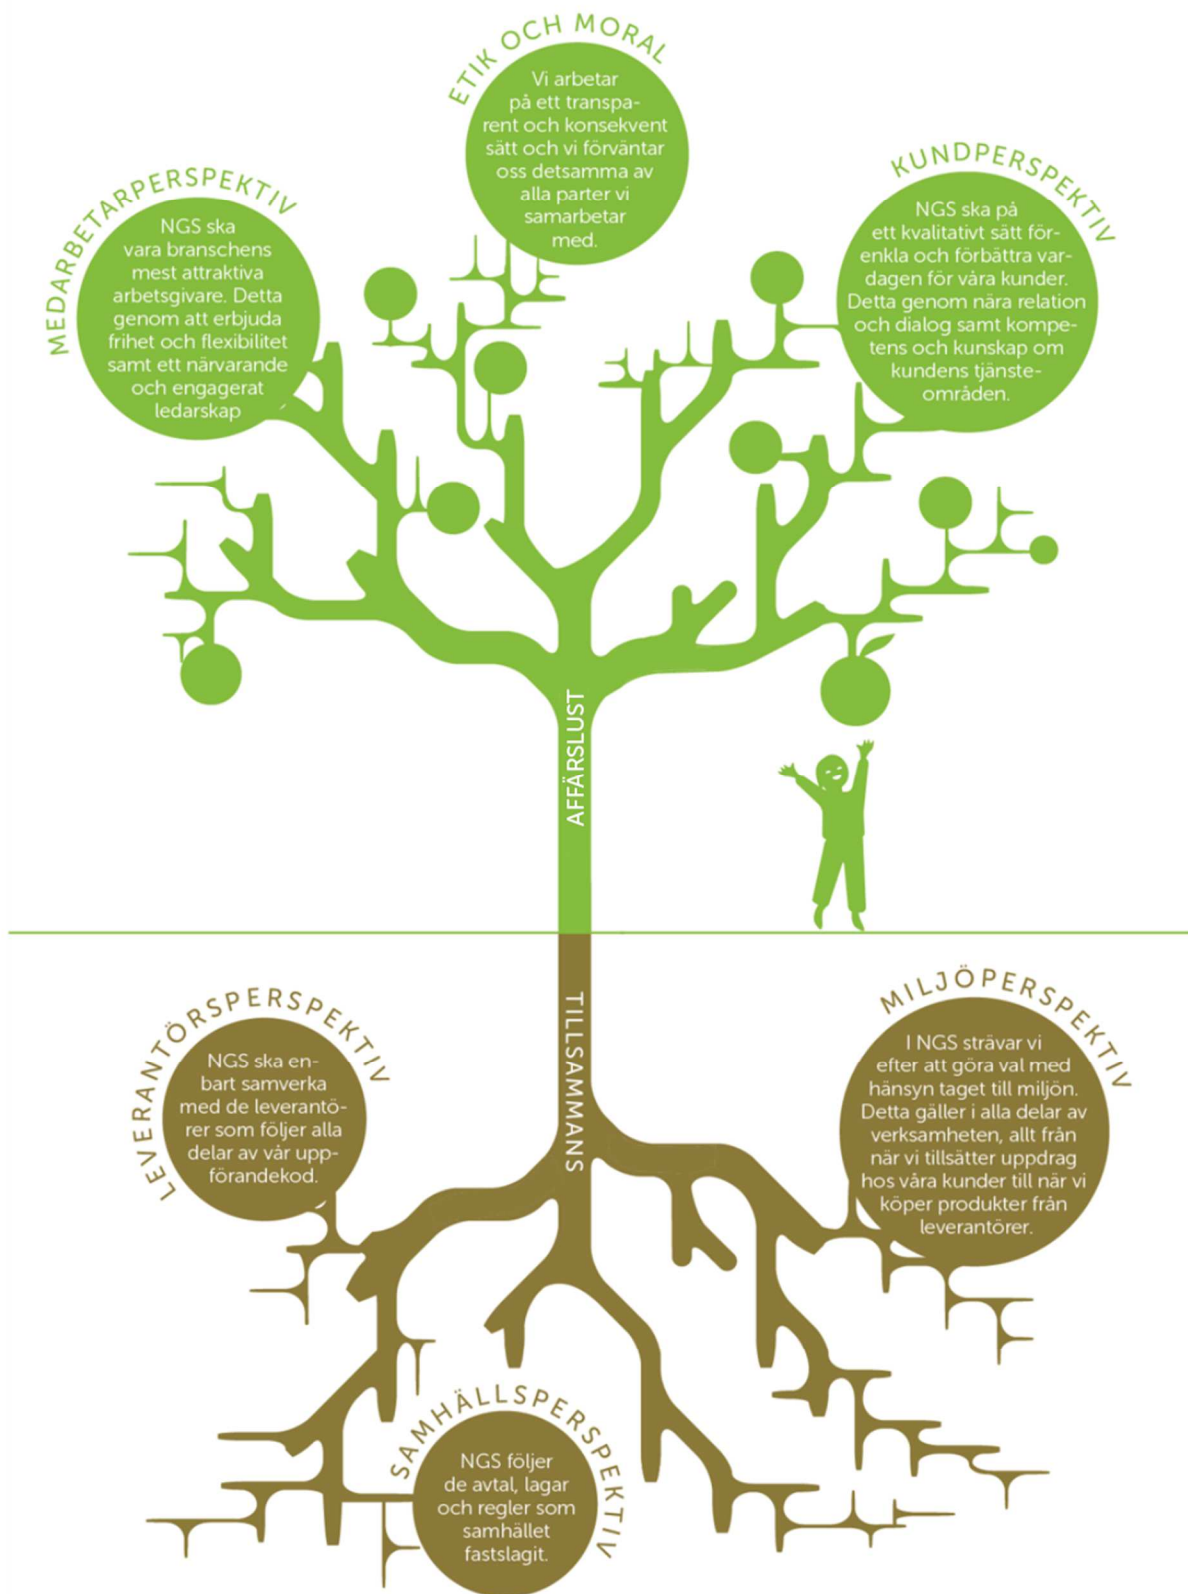 ETIK OCH MORAL
Vi arbetar
på ett transpa-
rent och konsekvent
sätt och vi förväntar
oss detsamma av
alla parter vi
samarbetar
med.
MEDARBETARPERSPEKTIV
NGS ska
vara branschens
mest attraktiva
arbetsgivare. Detta
genom att erbjuda
frihet och flexibilitet
samt ett närvarande
och engagerat
ledarskap
KUNDPERSPEKTIV
NGS ska på
ett kvalitativt sätt för-
enkla och förbättra var-
dagen för våra kunder.
Detta genom nära relation
och dialog samt kompe-
tens och kunskap om
kundens tjänste-
områden.
AFFÄRSLUST
TILLSAMMANS
LEVERANTÖRSPERSPEKTIV
NGS ska en-
bart samverka
med de leverantö-
rer som följer alla
delar av vår upp-
förandekod.
MILJÖPERSPEKTIV
I NGS strävar vi
efter att göra val med
hänsyn taget till miljön.
Detta gäller i alla delar av
verksamheten, allt från
när vi tillsätter uppdrag
hos våra kunder till när vi
köper produkter från
leverantörer.
SAMHÄLLSPERSPEKTIV
NGS följer
de avtal, lagar
och regler som
samhället
fastslagit.